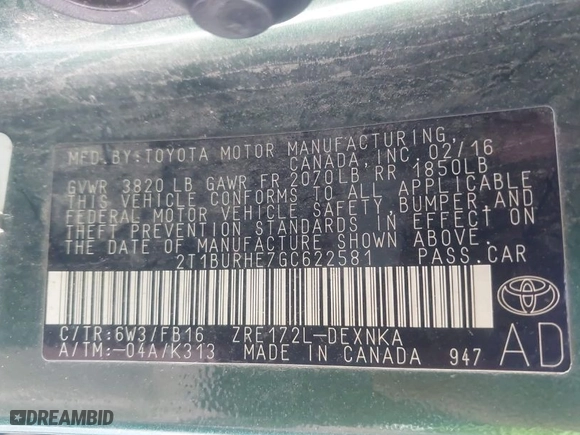 MFD. BY:TOYOTA MOTOR MANUFACTURING,
CANADA, INC. 02/16
GVWR 3820 LB GAWR FR 2070LB,RR 1850LB
THIS VEHICLE CONFORMS TO ALL APPLICABLE
FEDERAL MOTOR VEHICLE SAFETY, BUMPER,AND
THEFT PREVENTION STANDARDS IN EFFECT ON
THE DATE OF MANUFACTURE SHOWN ABOVE.
2T1BURHE7GC622581 PASS.CAR
C/TR:6W3/FB16 ZRE172L-DEXNKA
A/TM:-04A/K313 MADE IN CANADA 947
AD
DREAMBID